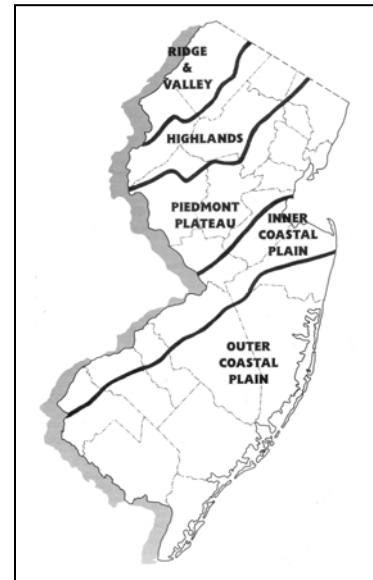 RIDGE
&
VALLEY
HIGHLANDS
PIEDMONT
PLATEAU
INNER
COASTAL
PLAIN
OUTER
COASTAL
PLAIN